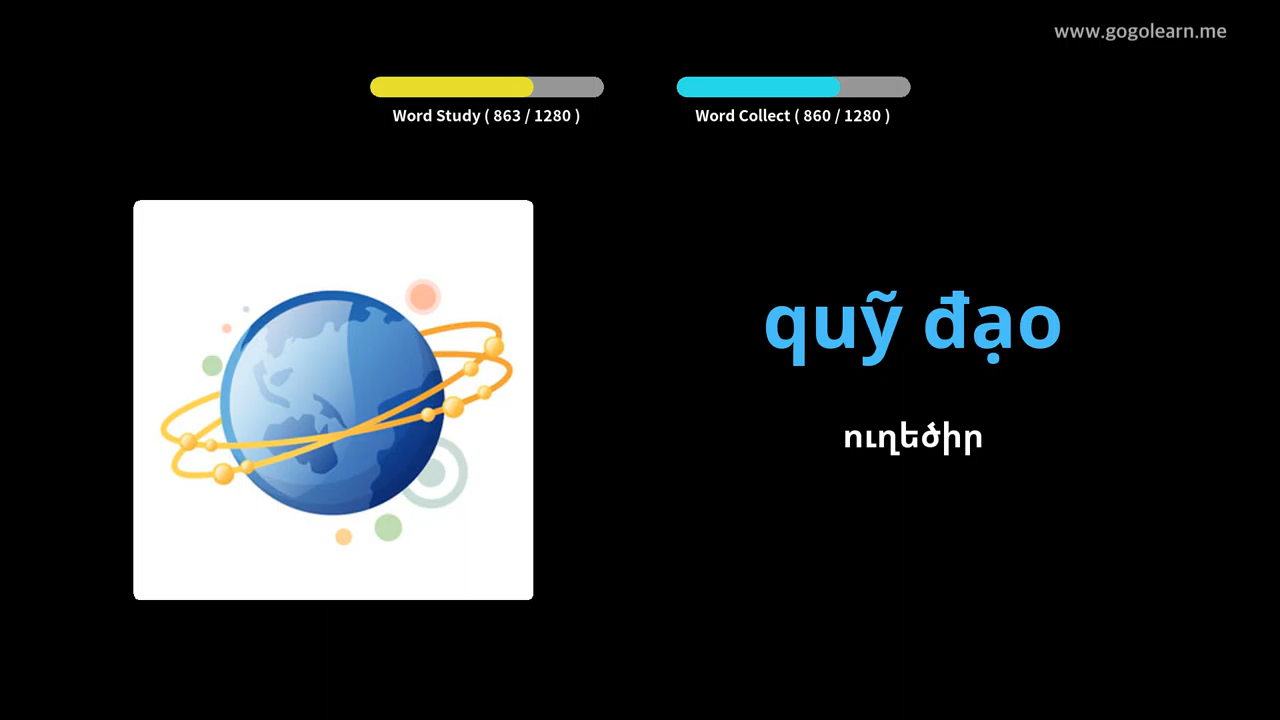 www.gogolearn.me
Word Study ( 863 / 1280 )
Word Collect ( 860 / 1280 )
quỹ đạo
ուղեծիր